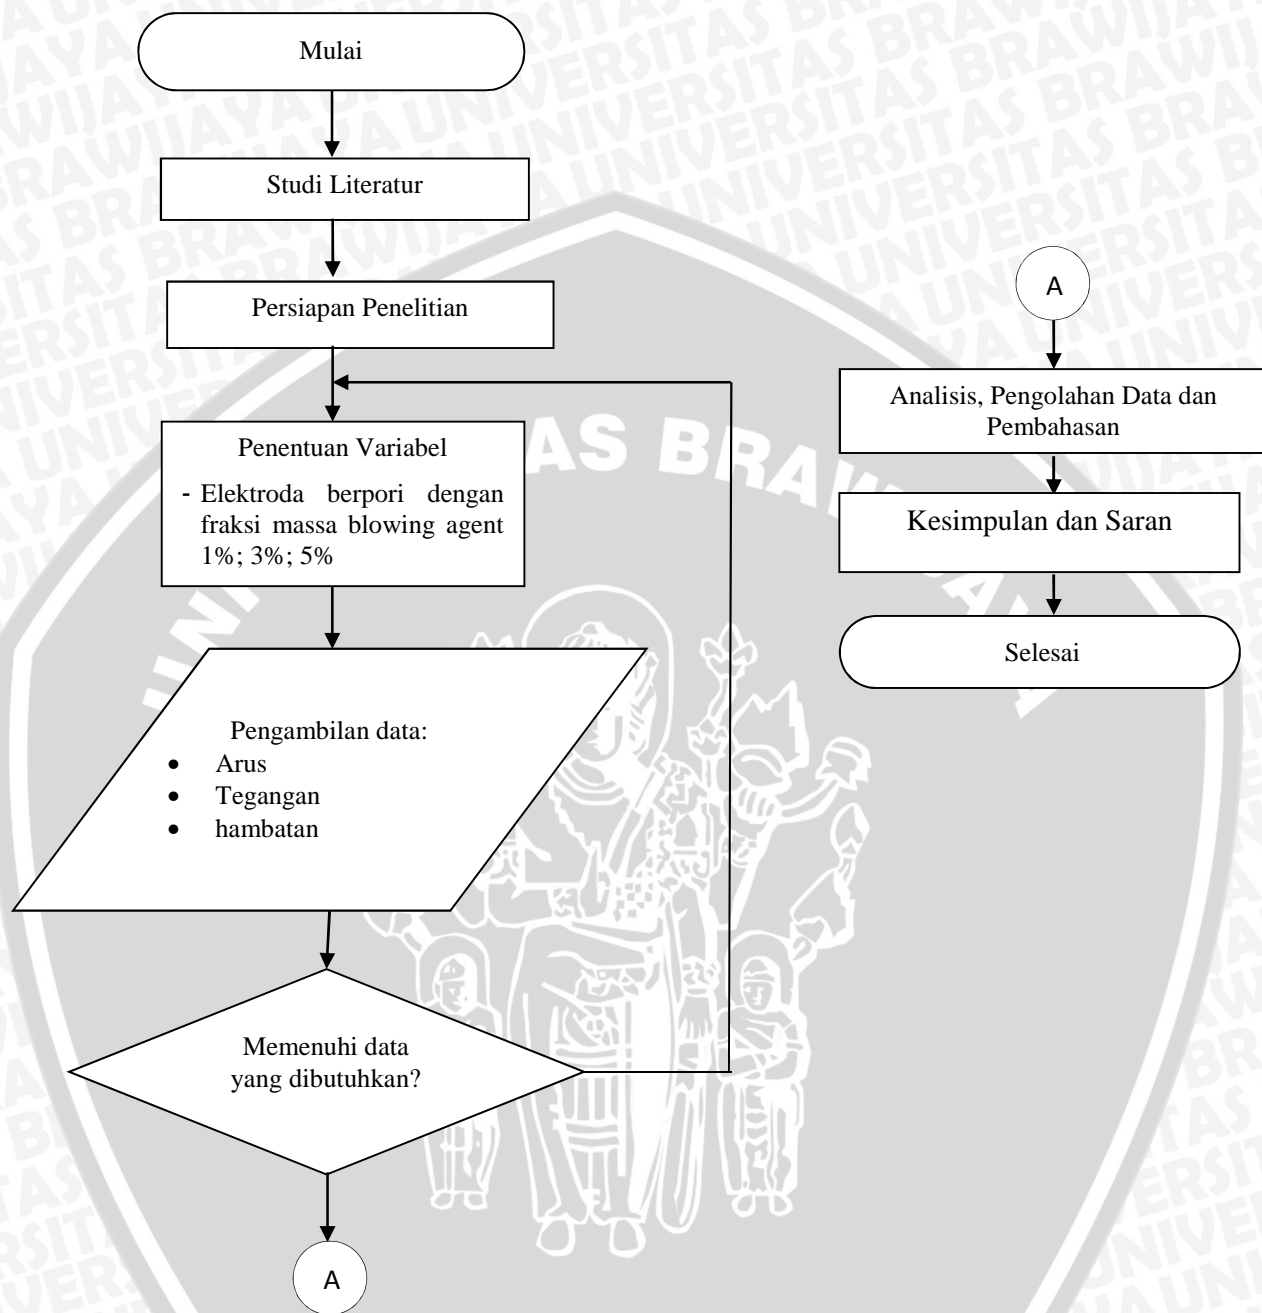 Mulai
Studi Literatur
Persiapan Penelitian
Penentuan Variabel
- Elektroda berpori dengan
fraksi massa blowing agent
1%; 3%; 5%
Pengambilan data:
• Arus
• Tegangan
• hambatan
Memenuhi data
yang dibutuhkan?
A
A
Analisis, Pengolahan Data dan
Pembahasan
Kesimpulan dan Saran
Selesai